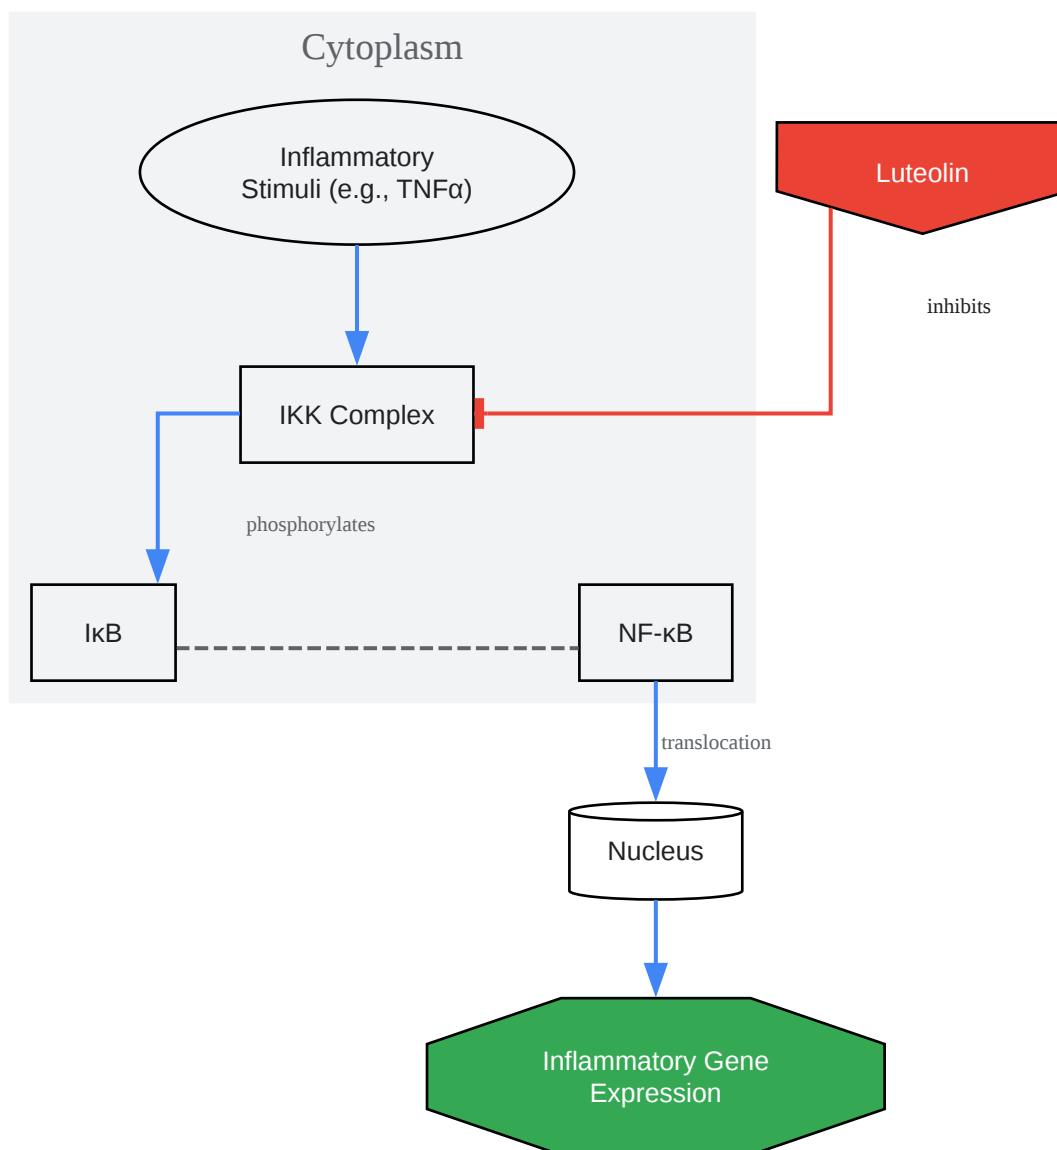 Cytoplasm
Inflammatory
Stimuli (e.g., TNFα)
Luteolin
inhibits
IKK Complex
phosphorylates
IκB
NF-κB
translocation
Nucleus
Inflammatory Gene
Expression